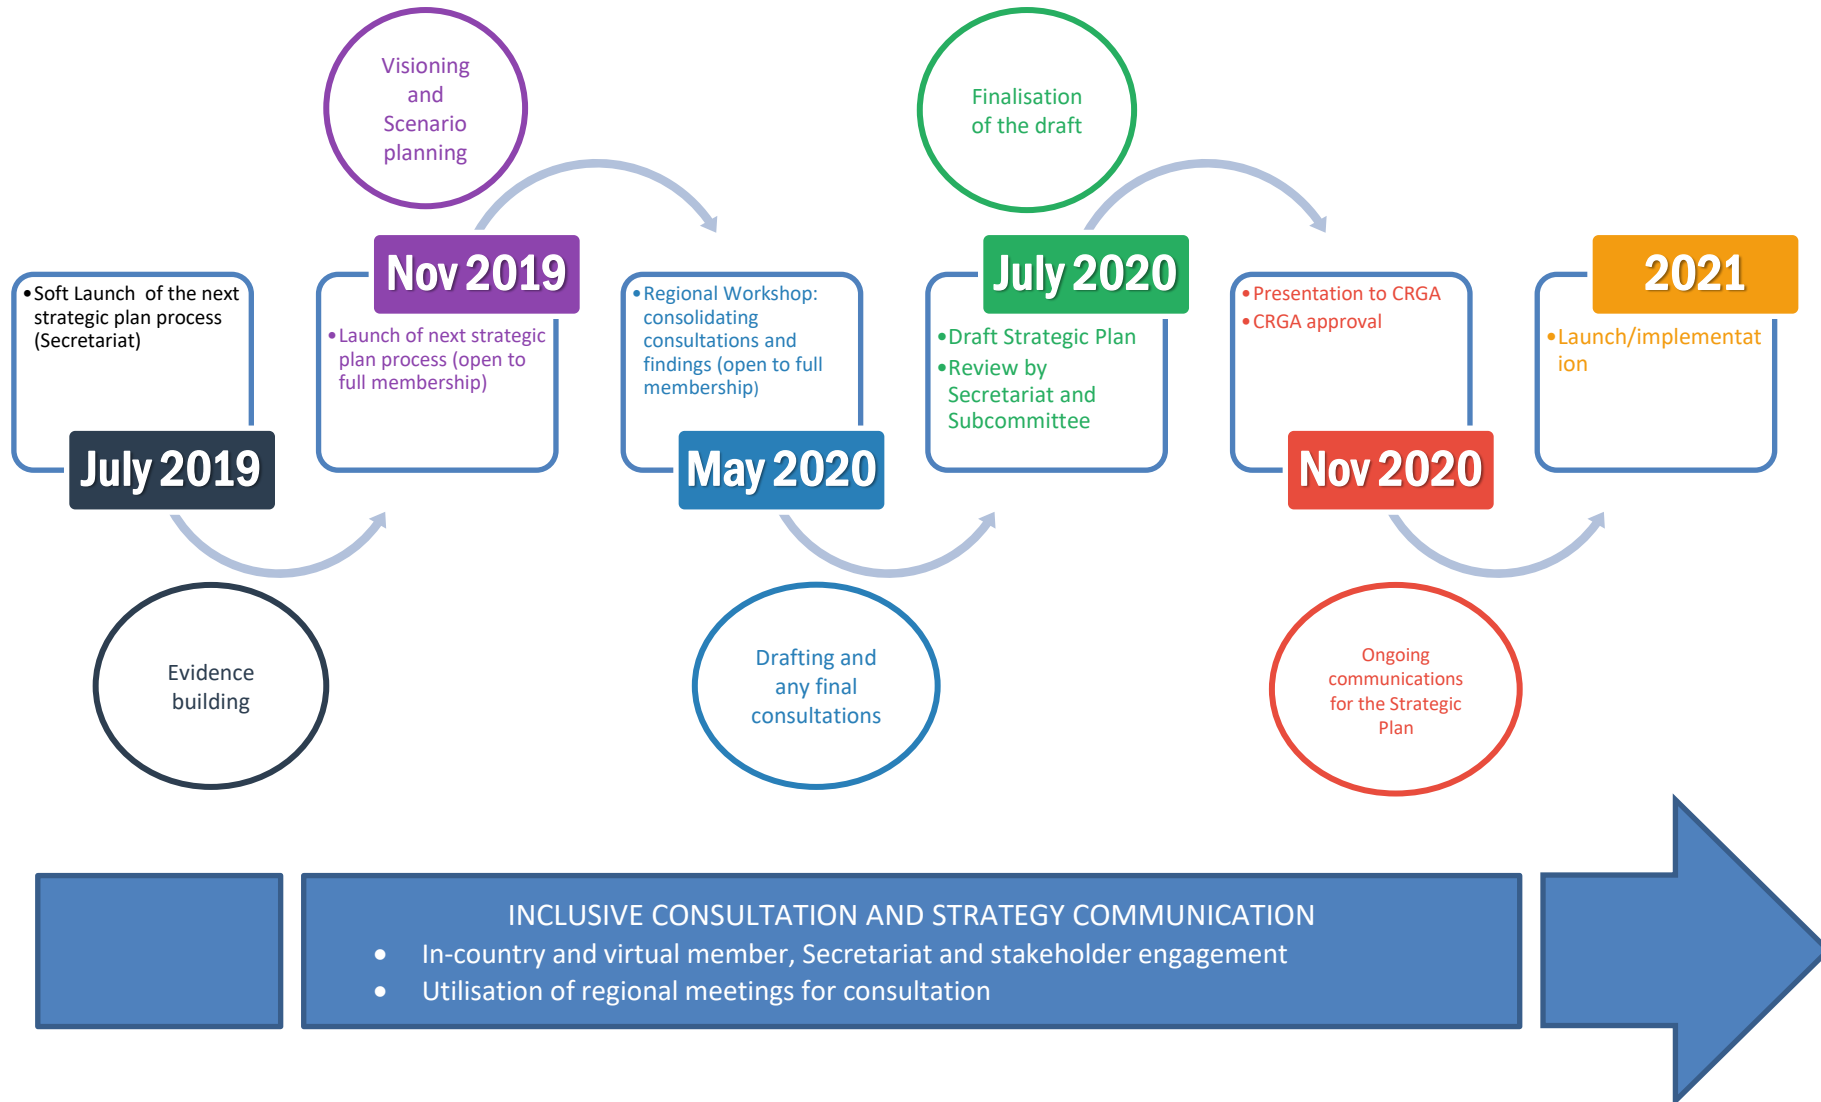 Visioning
and
Scenario
planning
Finalisation
of the draft
•Soft Launch of the next
strategic plan process
(Secretariat)
July 2019
Nov 2019
•Launch of next strategic
plan process (open to
full membership)
•Regional Workshop:
consolidating
consultations and
findings (open to full
membership)
May 2020
July 2020
•Draft Strategic Plan
•Review by
Secretariat and
Subcommittee
•Presentation to CRGA
•CRGA approval
Nov 2020
2021
•Launch/implementat
ion
Evidence
building
Drafting and
any final
consultations
Ongoing
communications
for the Strategic
Plan
INCLUSIVE CONSULTATION AND STRATEGY COMMUNICATION
• In-country and virtual member, Secretariat and stakeholder engagement
• Utilisation of regional meetings for consultation